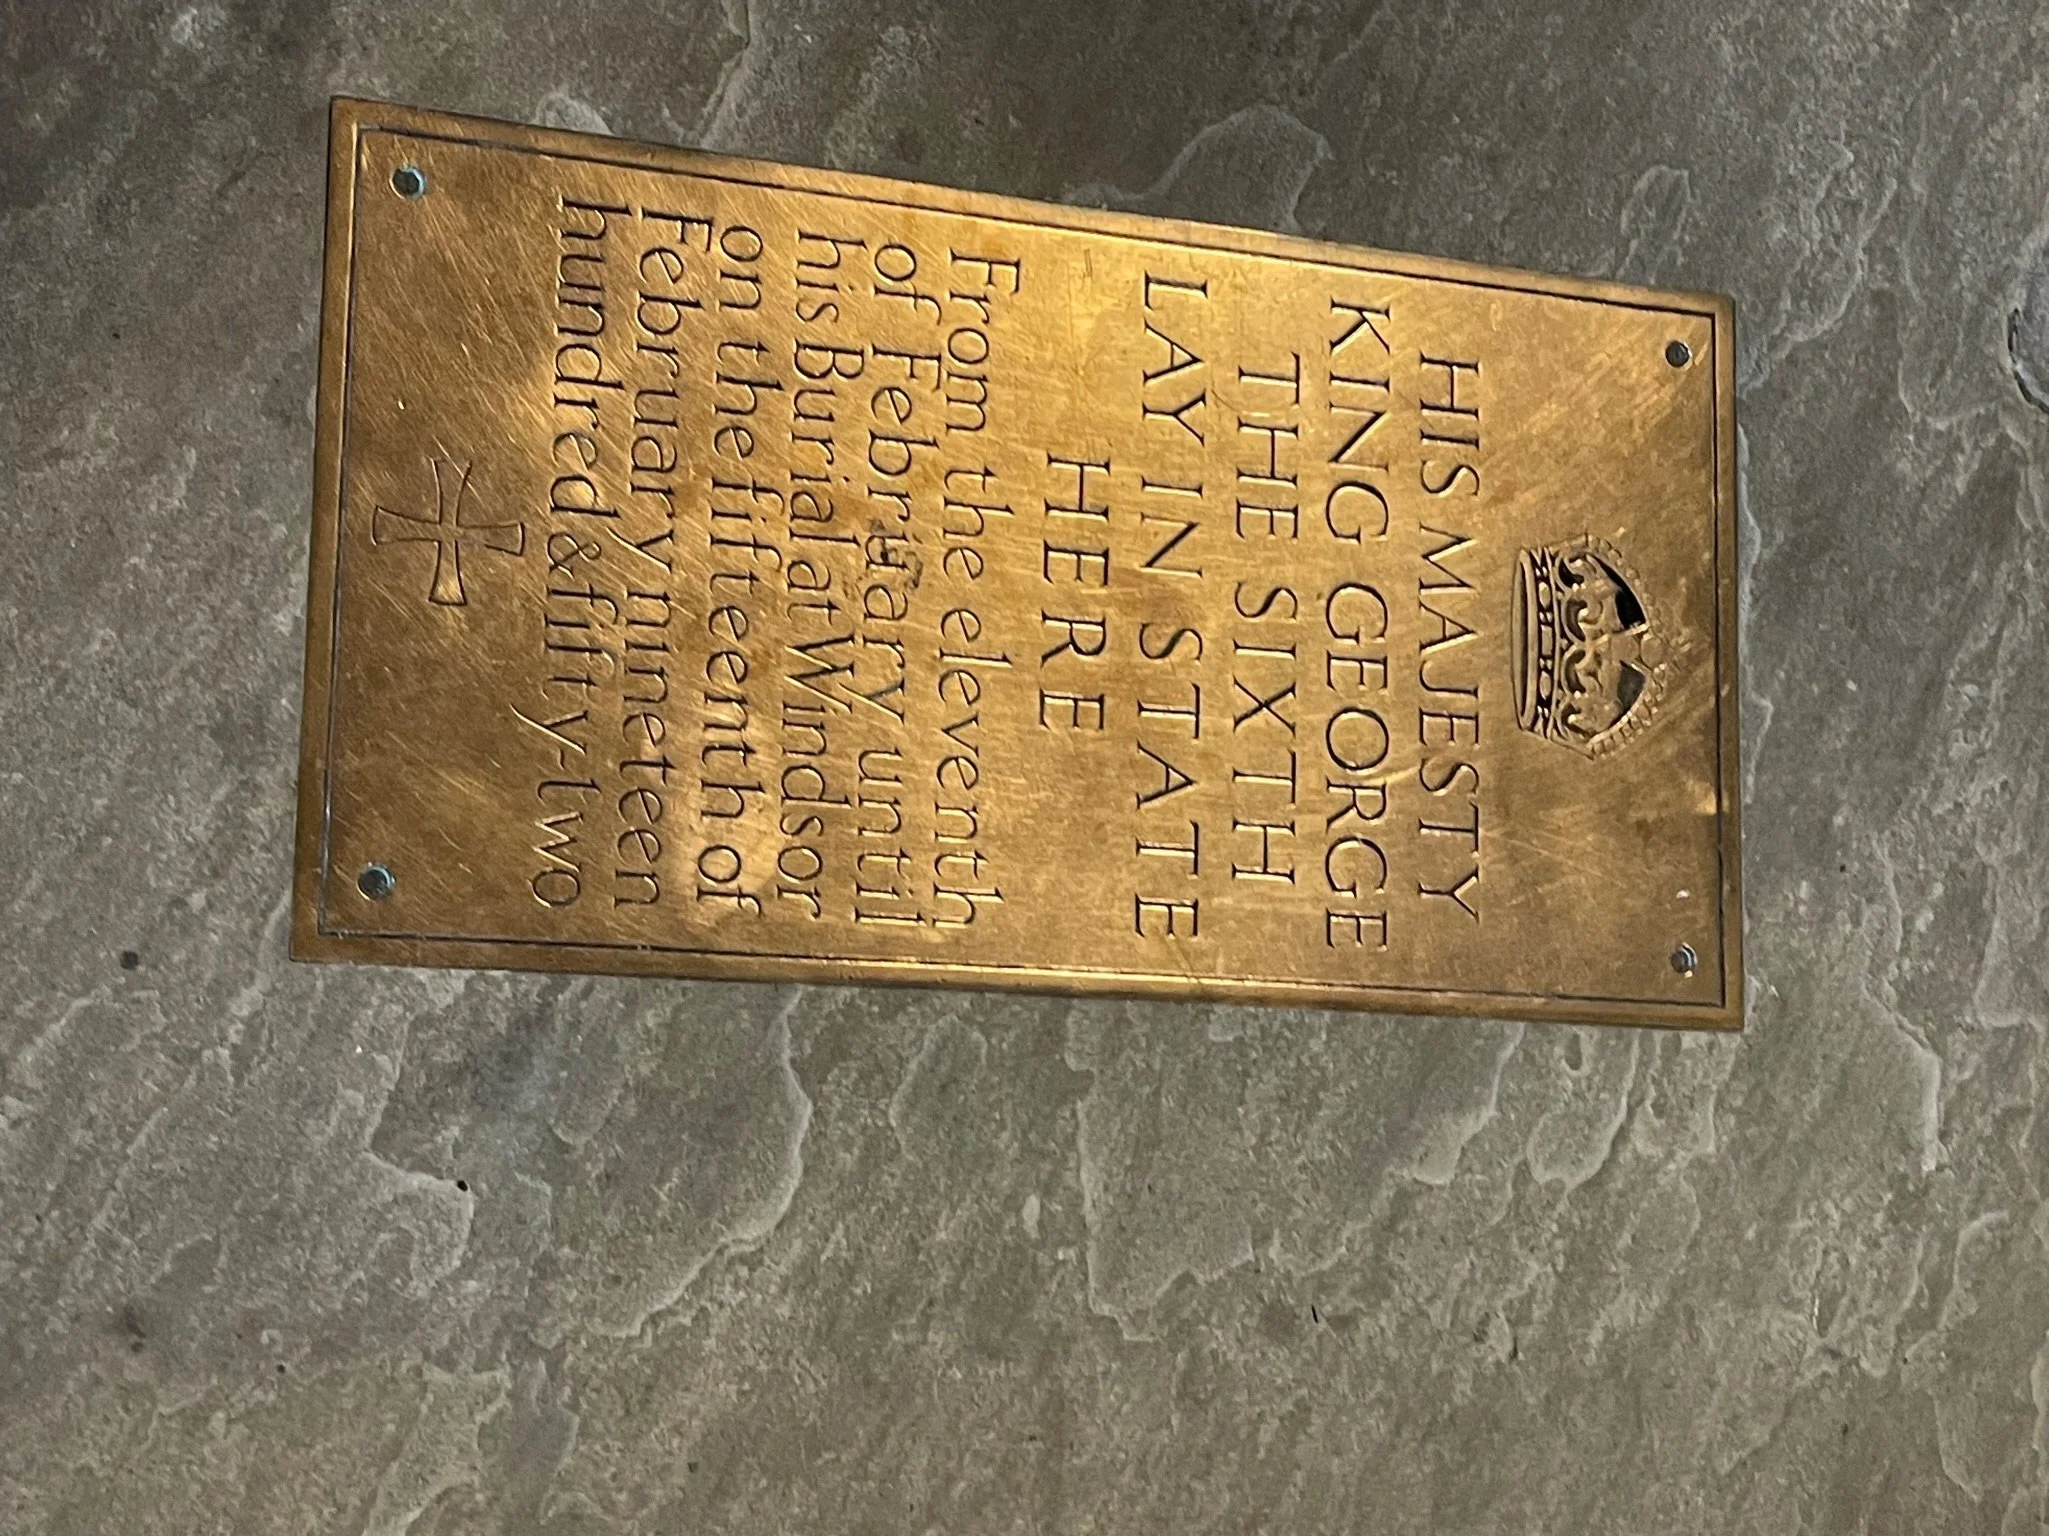 HIS MAJESTY
KING GEORGE
THE SIXTH
LAY IN STATE
HERE
From the eleventh
of February until
his Burial at Windsor
on the fifteenth of
February nineteen
hundred & fifty-two